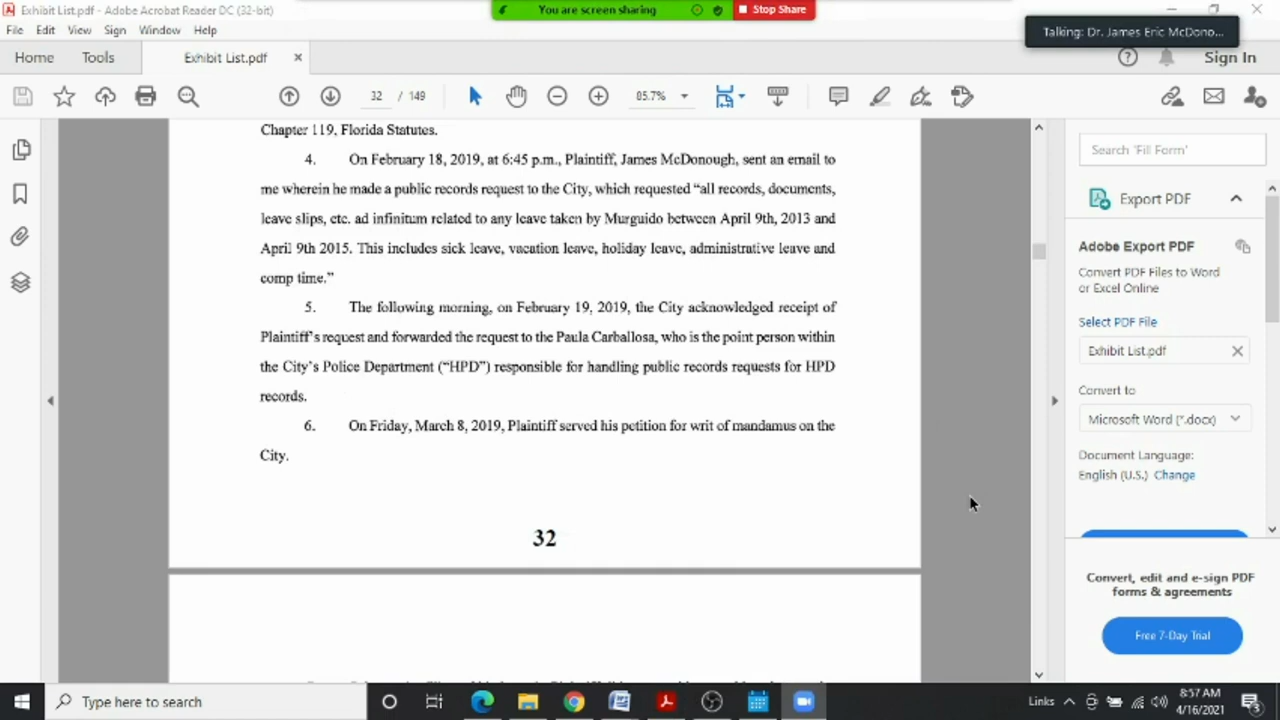 Exhibit List.pdf - Adobe Acrobat Reader DC (32-bit)
You are screen sharing
Stop Share
Talking: Dr. James Eric McDono...
File Edit View Sign Window Help
Home Tools Exhibit List.pdf Sign In
32 / 149 85.7%
Chapter 119, Florida Statutes.
4. On February 18, 2019, at 6:45 p.m., Plaintiff, James McDonough, sent an email to
me wherein he made a public records request to the City, which requested “all records, documents,
leave slips, etc. ad infinitum related to any leave taken by Murguido between April 9th, 2013 and
April 9th 2015. This includes sick leave, vacation leave, holiday leave, administrative leave and
comp time.”
5. The following morning, on February 19, 2019, the City acknowledged receipt of
Plaintiff’s request and forwarded the request to the Paula Carballosa, who is the point person within
the City’s Police Department (“HPD”) responsible for handling public records requests for HPD
records.
6. On Friday, March 8, 2019, Plaintiff served his petition for writ of mandamus on the
City.
32
Search 'Fill Form'
Export PDF
Adobe Export PDF
Convert PDF Files to Word
or Excel Online
Select PDF File
Exhibit List.pdf
Convert to
Microsoft Word (*.docx)
Document Language:
English (U.S.) Change
Convert, edit and e-sign PDF
forms & agreements
Free 7-Day Trial
Type here to search
Links
8:57 AM
4/16/2021
3